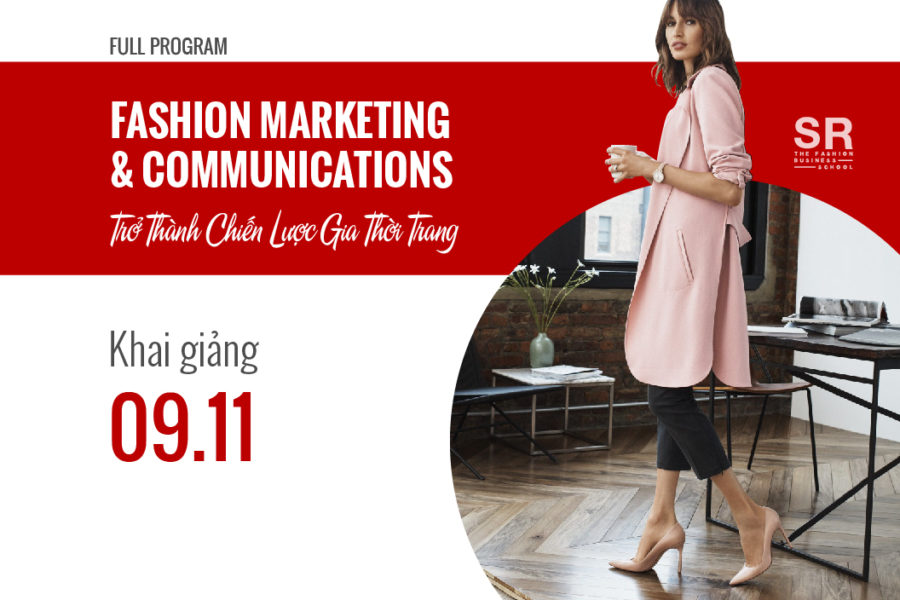 FULL PROGRAM
FASHION MARKETING
& COMMUNICATIONS
Trở Thành Chiến Lược Gia Thời Trang
SR
THE FASHION
BUSINESS
SCHOOL
Khai giảng
09.11